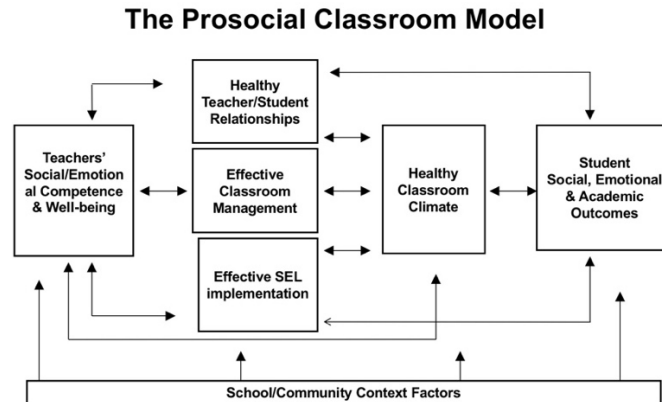 The Prosocial Classroom Model
Healthy
Teacher/Student
Relationships
Teachers'
Social/Emotion
al Competence
& Well-being
Effective
Classroom
Management
Healthy
Classroom
Climate
Student
Social, Emotional
& Academic
Outcomes
Effective SEL
implementation
School/Community Context Factors